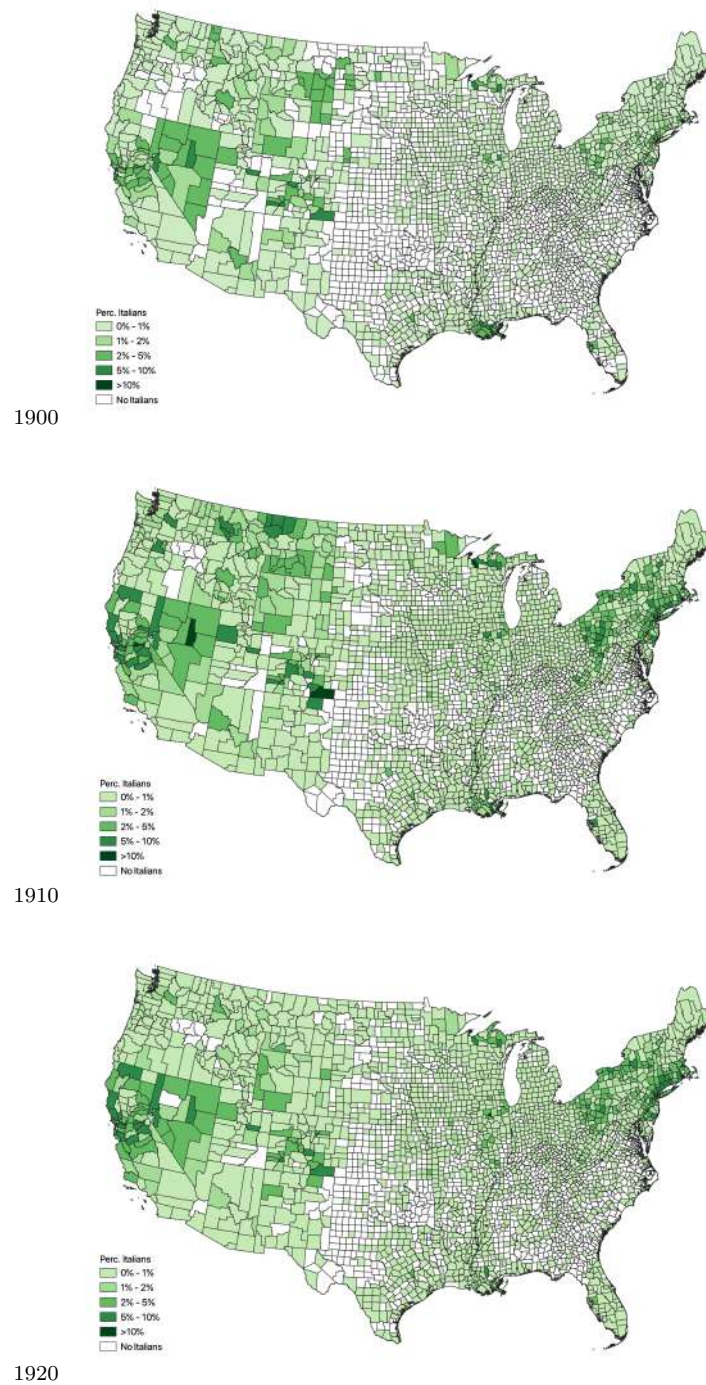 Perc. Italians
0% - 1%
1% - 2%
2% - 5%
5% - 10%
>10%
No Italians
1900
Perc. Italians
0% - 1%
1% - 2%
2% - 5%
5% - 10%
>10%
No Italians
1910
Perc. Italians
0% - 1%
1% - 2%
2% - 5%
5% - 10%
>10%
No Italians
1920